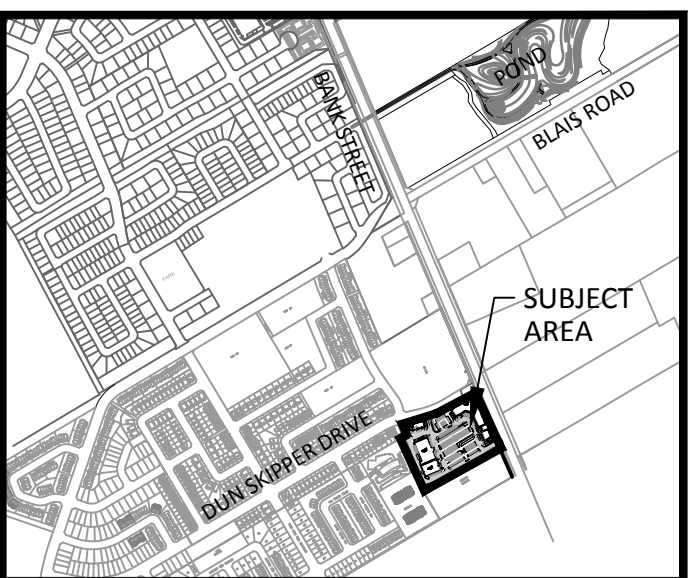 POND
BANK STREET
BLAIS ROAD
PARK
SUBJECT
AREA
DUN SKIPPER DRIVE